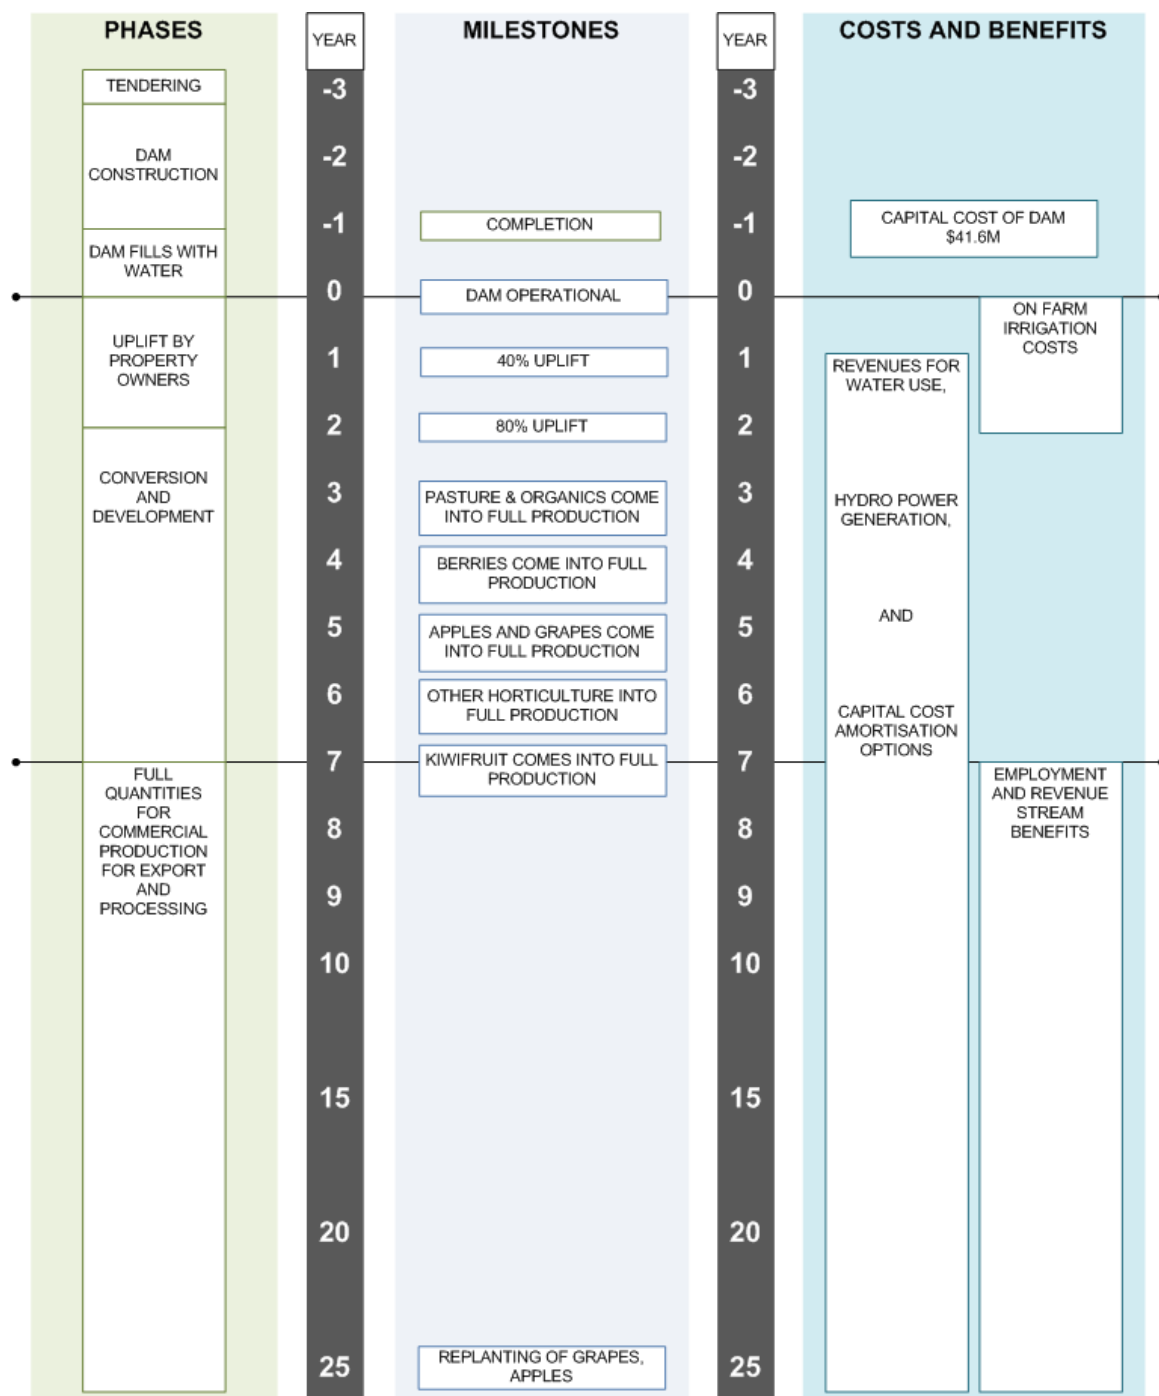 PHASES
TENDERING
DAM
CONSTRUCTION
DAM FILLS WITH
WATER
UPLIFT BY
PROPERTY
OWNERS
CONVERSION
AND
DEVELOPMENT
FULL
QUANTITIES
FOR
COMMERCIAL
PRODUCTION
FOR EXPORT
AND
PROCESSING
YEAR
-3
-2
-1
0
1
2
3
4
5
6
7
8
9
10
15
20
25
MILESTONES
COMPLETION
DAM OPERATIONAL
40% UPLIFT
80% UPLIFT
PASTURE & ORGANICS COME
INTO FULL PRODUCTION
BERRIES COME INTO FULL
PRODUCTION
APPLES AND GRAPES COME
INTO FULL PRODUCTION
OTHER HORTICULTURE INTO
FULL PRODUCTION
KIWIFRUIT COMES INTO FULL
PRODUCTION
REPLANTING OF GRAPES,
APPLES
YEAR
-3
-2
-1
0
1
2
3
4
5
6
7
8
9
10
15
20
25
COSTS AND BENEFITS
CAPITAL COST OF DAM
$41.6M
REVENUES FOR
WATER USE,
HYDRO POWER
GENERATION,
AND
CAPITAL COST
AMORTISATION
OPTIONS
ON FARM
IRRIGATION
COSTS
EMPLOYMENT
AND REVENUE
STREAM
BENEFITS